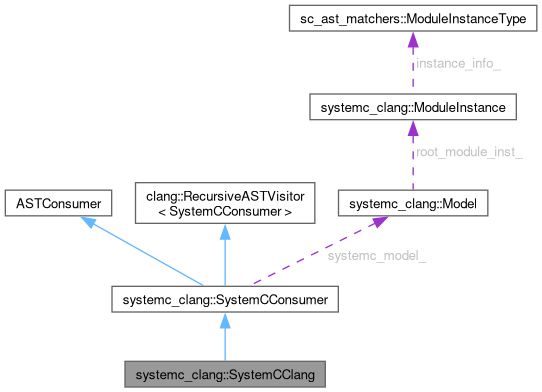 sc_ast_matchers::ModuleInstanceType
instance_info_
systemc_clang::ModuleInstance
root_module_inst_
ASTConsumer
clang::RecursiveASTVisitor
< SystemCConsumer >
systemc_clang::Model
systemc_model_
systemc_clang::SystemCConsumer
systemc_clang::SystemCClang